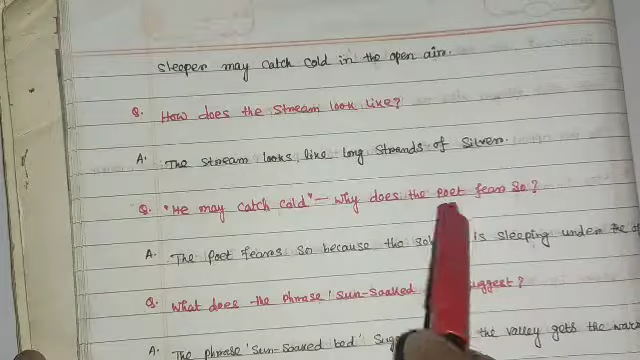 sleeper may catch cold in the open air.
Q. How does the stream look like?
A. The stream looks like long strands of silver.
Q. "He may catch cold" – Why does the poet fears so?
A. The Poet fears so because the is sleeping under the
Q. What does the phrase 'sun-soaked
A. The phrase 'sun-soaked bed' the valley gets the